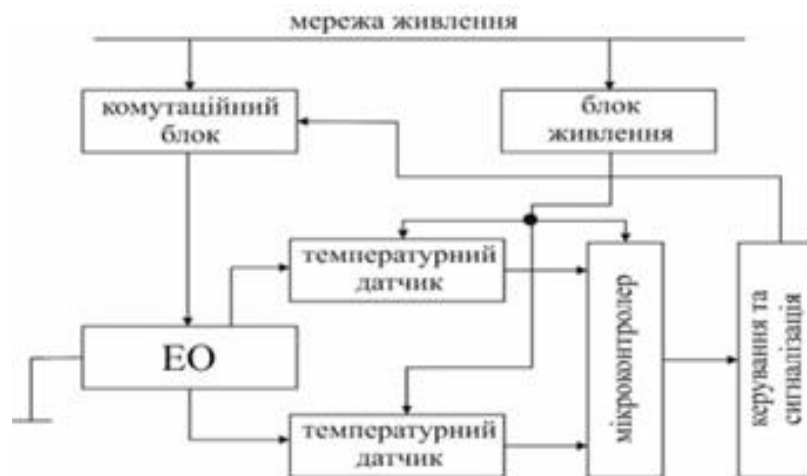 мережа живлення
комутаційний
блок
блок
живлення
температурний
датчик
ЕО
температурний
датчик
мікроконтролер
керування та
сигналізація